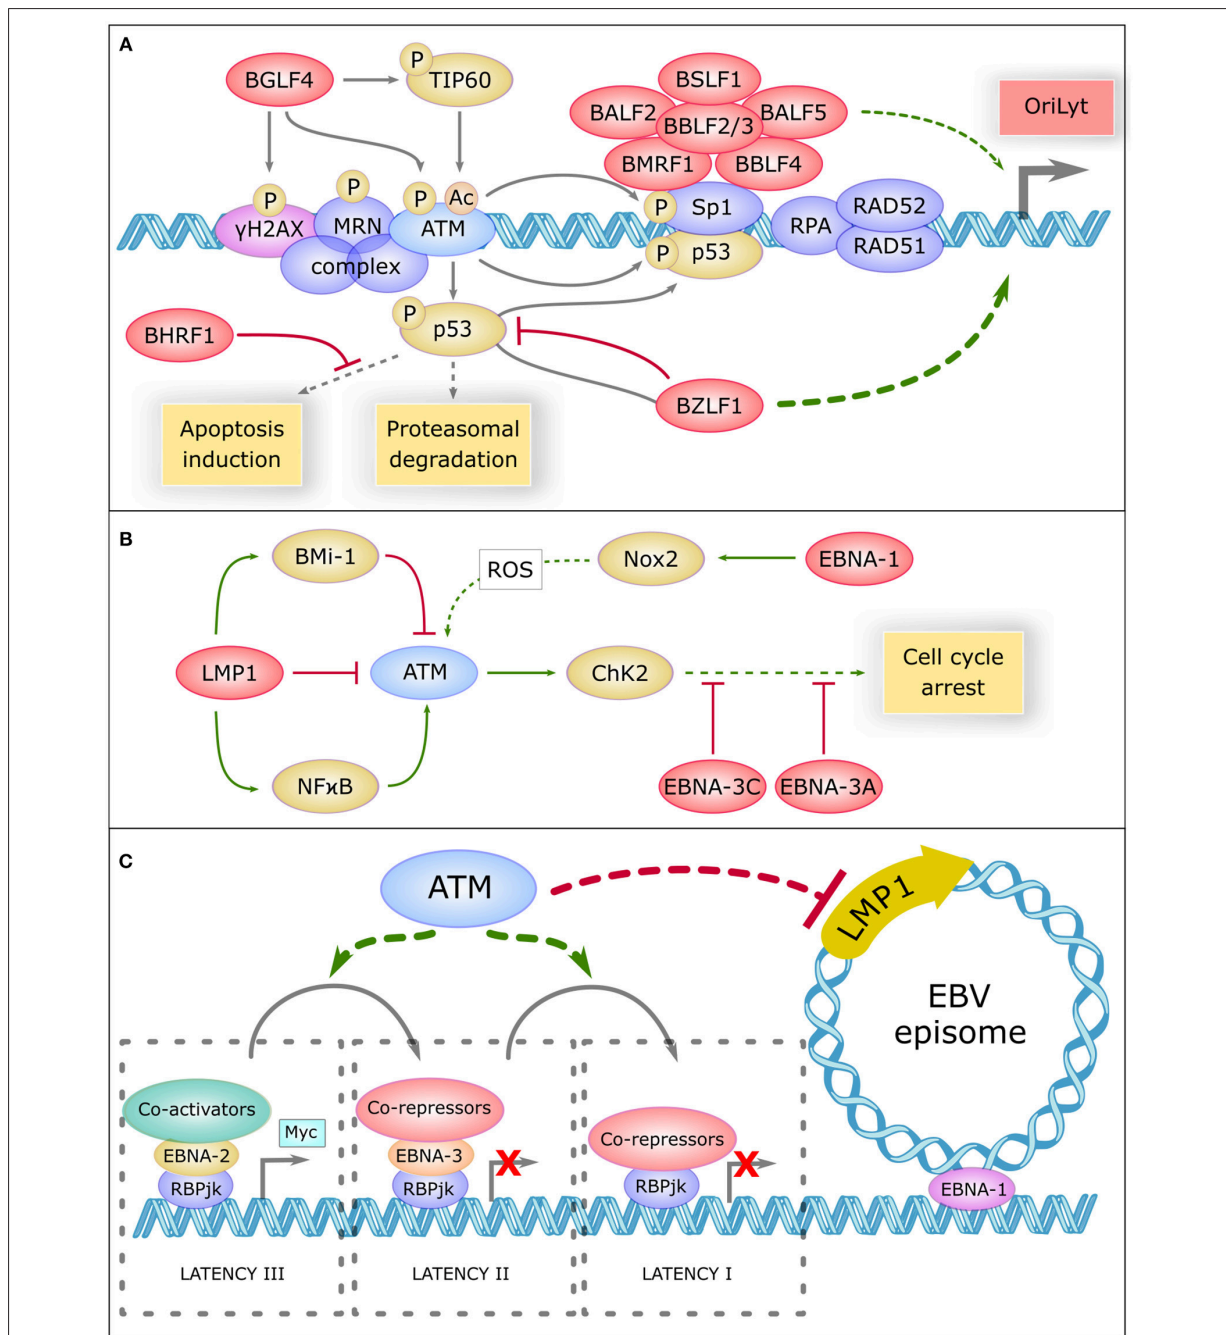 A
BGLF4
P
TIP60
BSLF1
BALF2
BALF5
BBLF2/3
BMRF1
BBLF4
OriLyt
P
P
P
Ac
P
γH2AX
MRN
complex
ATM
Sp1
P
p53
RPA
RAD52
RAD51
BHRF1
P
p53
BZLF1
Apoptosis
induction
Proteasomal
degradation
B
BMi-1
ROS
Nox2
EBNA-1
LMP1
ATM
ChK2
Cell cycle
arrest
NFϰB
EBNA-3C
EBNA-3A
C
ATM
LMP1
EBV
episome
Co-activators
EBNA-2
RBPjk
Myc
Co-repressors
EBNA-3
RBPjk
X
Co-repressors
RBPjk
X
EBNA-1
LATENCY III
LATENCY II
LATENCY I